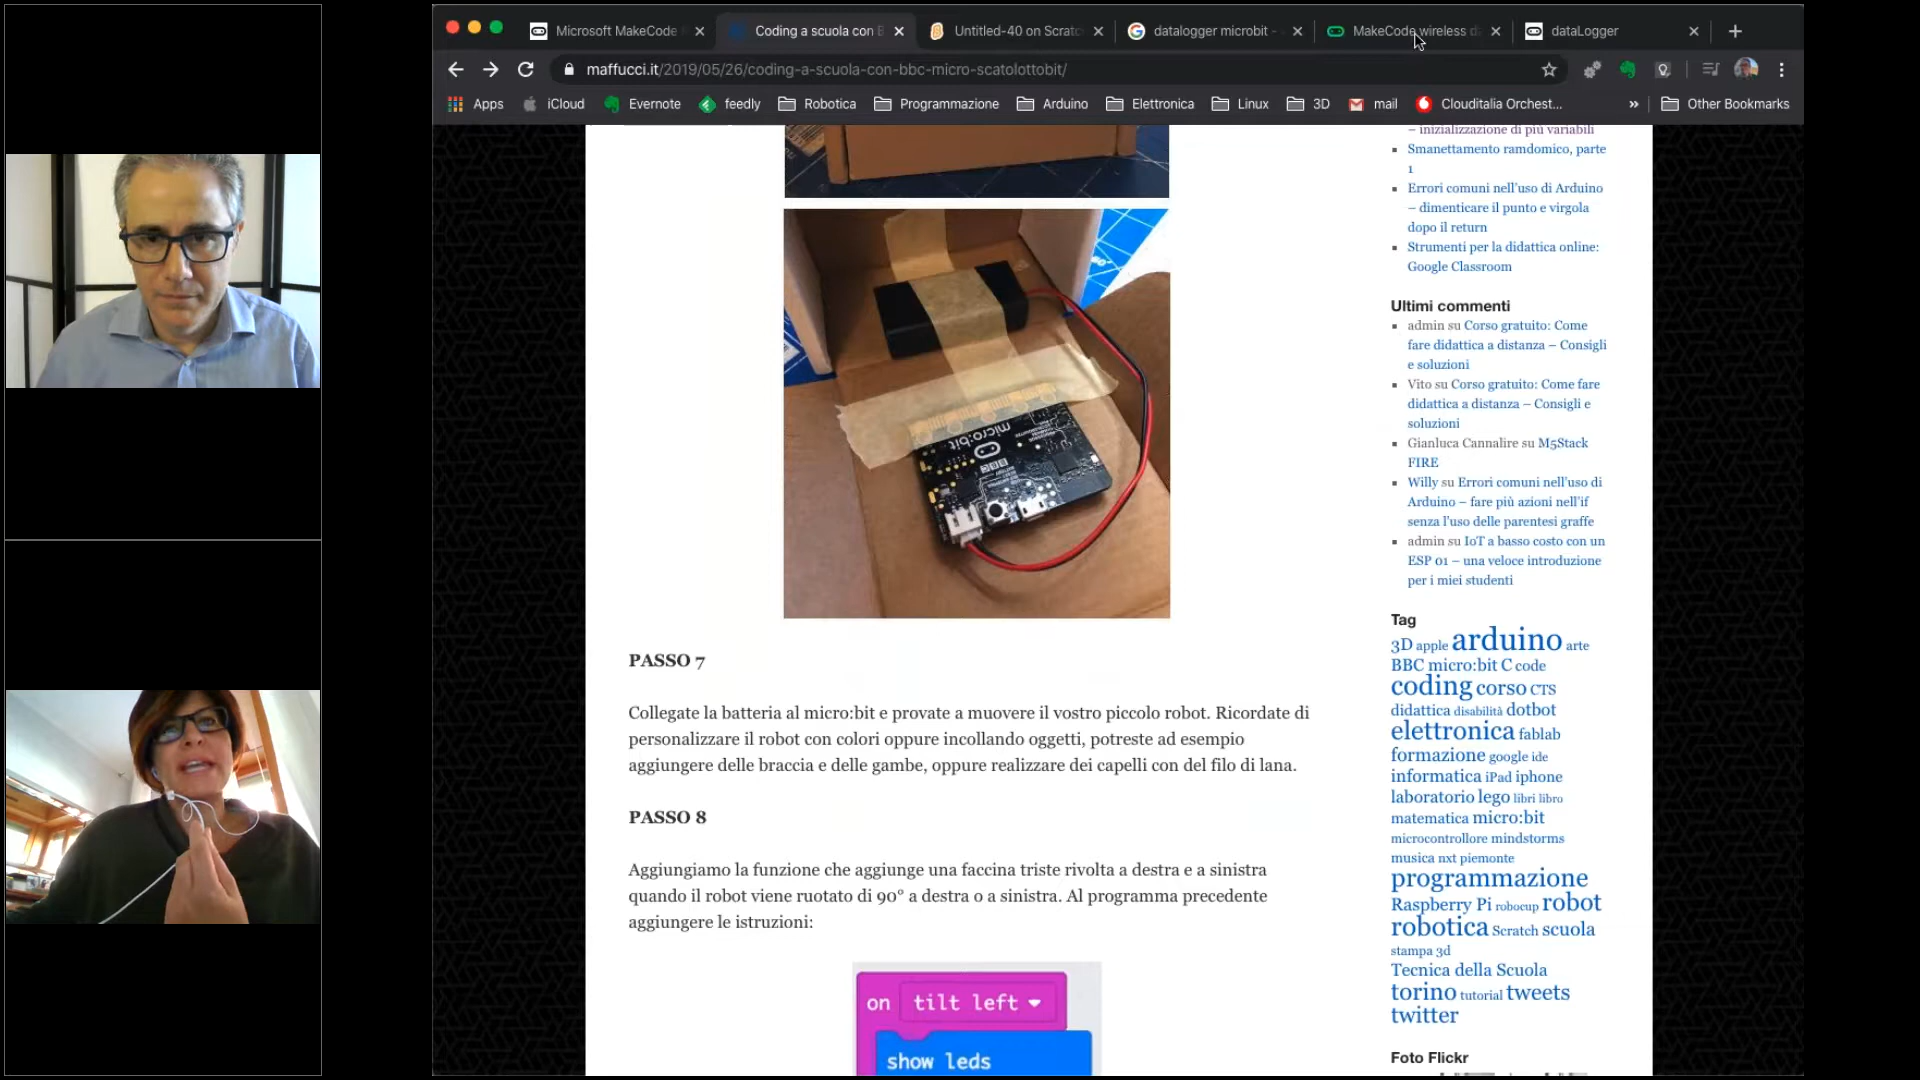 Microsoft MakeCode
Coding a scuola con B
Untitled-40 on Scratc
datalogger microbit -
MakeCode wireless d
dataLogger
maffucci.it/2019/05/26/coding-a-scuola-con-bbc-micro-scatolottobit/
Apps
iCloud
Evernote
feedly
Robotica
Programmazione
Arduino
Elettronica
Linux
3D
mail
Clouditalia Orchest...
»
Other Bookmarks
micro:bit
PASSO 7
Collegate la batteria al micro:bit e provate a muovere il vostro piccolo robot. Ricordate di
personalizzare il robot con colori oppure incollando oggetti, potreste ad esempio
aggiungere delle braccia e delle gambe, oppure realizzare dei capelli con del filo di lana.
PASSO 8
Aggiungiamo la funzione che aggiunge una faccina triste rivolta a destra e a sinistra
quando il robot viene ruotato di 90° a destra o a sinistra. Al programma precedente
aggiungere le istruzioni:
on tilt left
show leds
– inizializzazione di più variabili
Smanettamento ramdomico, parte
1
Errori comuni nell'uso di Arduino
– dimenticare il punto e virgola
dopo il return
Strumenti per la didattica online:
Google Classroom
Ultimi commenti
admin su Corso gratuito: Come
fare didattica a distanza – Consigli
e soluzioni
Vito su Corso gratuito: Come fare
didattica a distanza – Consigli e
soluzioni
Gianluca Cannalire su M5Stack
FIRE
Willy su Errori comuni nell'uso di
Arduino – fare più azioni nell'if
senza l'uso delle parentesi graffe
admin su IoT a basso costo con un
ESP 01 – una veloce introduzione
per i miei studenti
Tag
3D apple arduino arte
BBC micro:bit C code
coding corso CTS
didattica disabilità dotbot
elettronica fablab
formazione google ide
informatica iPad iphone
laboratorio lego libri libro
matematica micro:bit
microcontrollore mindstorms
musica nxt piemonte
programmazione
Raspberry Pi robocup robot
robotica Scratch scuola
stampa 3d
Tecnica della Scuola
torino tutorial tweets
twitter
Foto Flickr